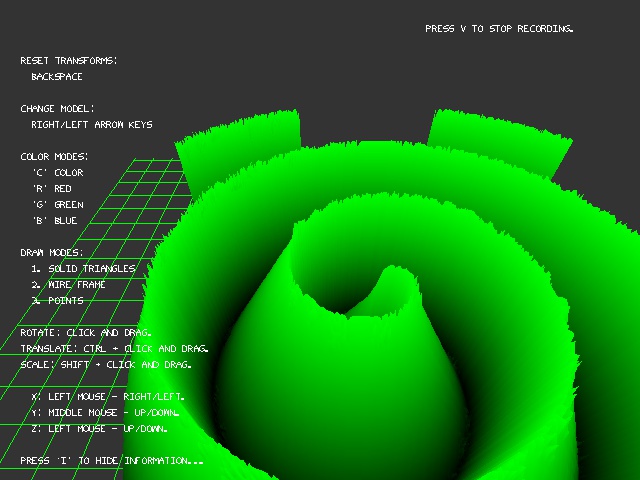 PRESS V TO STOP RECORDING.
RESET TRANSFORMS:
BACKSPACE
CHANGE MODEL:
RIGHT/LEFT ARROW KEYS
COLOR MODES:
'C' COLOR
'R' RED
'G' GREEN
'B' BLUE
DRAW MODES:
1. SOLID TRIANGLES
2. WIRE FRAME
3. POINTS
ROTATE: CLICK AND DRAG.
TRANSLATE: CTRL + CLICK AND DRAG.
SCALE: SHIFT + CLICK AND DRAG.
X: LEFT MOUSE - RIGHT/LEFT.
Y: MIDDLE MOUSE - UP/DOWN.
Z: LEFT MOUSE - UP/DOWN.
PRESS 'I' TO HIDE INFORMATION...